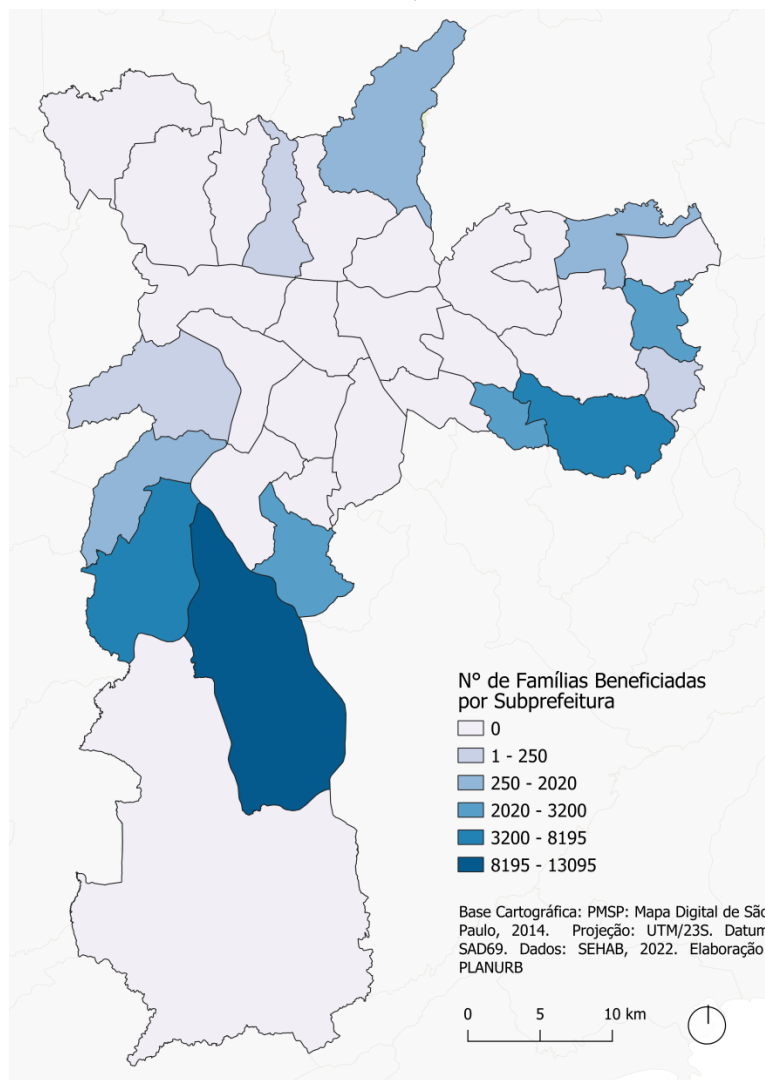 N° de Famílias Beneficiadas
por Subprefeitura
0
1 - 250
250 - 2020
2020 - 3200
3200 - 8195
8195 - 13095
Base Cartográfica: PMSP: Mapa Digital de São
Paulo, 2014. Projeção: UTM/23S. Datum
SAD69. Dados: SEHAB, 2022. Elaboração
PLANURB
0 5 10 km